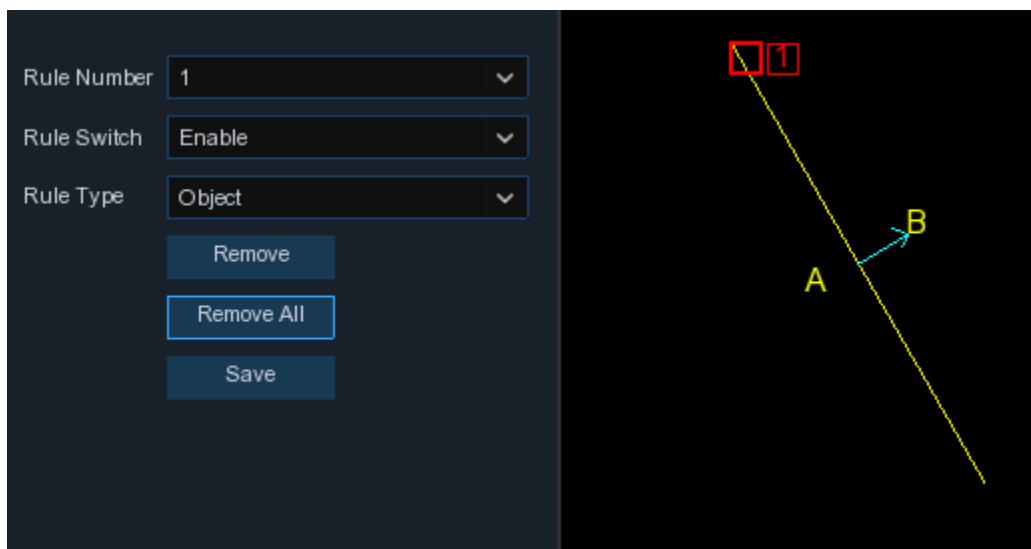 Rule Number 1
Rule Switch Enable
Rule Type Object
Remove
Remove All
Save
1
B
A